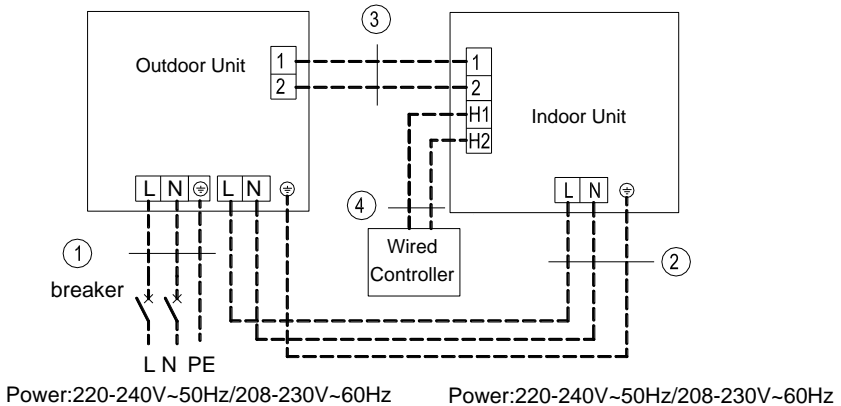 3
Outdoor Unit
1
2
1
2
H1
H2
Indoor Unit
L N ⏚ L N ⏚
L N ⏚
4
Wired
Controller
1
2
breaker
L N PE
Power:220-240V~50Hz/208-230V~60Hz
Power:220-240V~50Hz/208-230V~60Hz